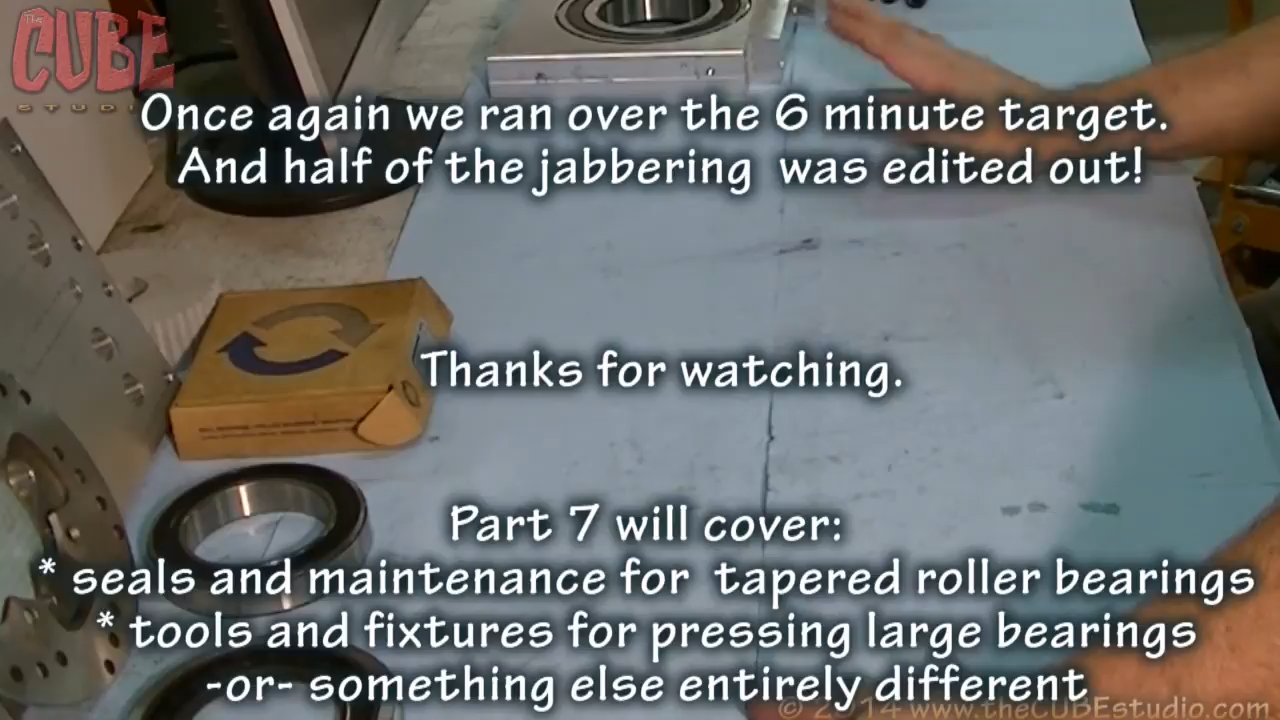 The
CUBE
STUDI
Once again we ran over the 6 minute target.
And half of the jabbering was edited out!
Thanks for watching.
Part 7 will cover:
* seals and maintenance for tapered roller bearings
* tools and fixtures for pressing large bearings
-or- something else entirely different
© 2014 www.theCUBEstudio.com